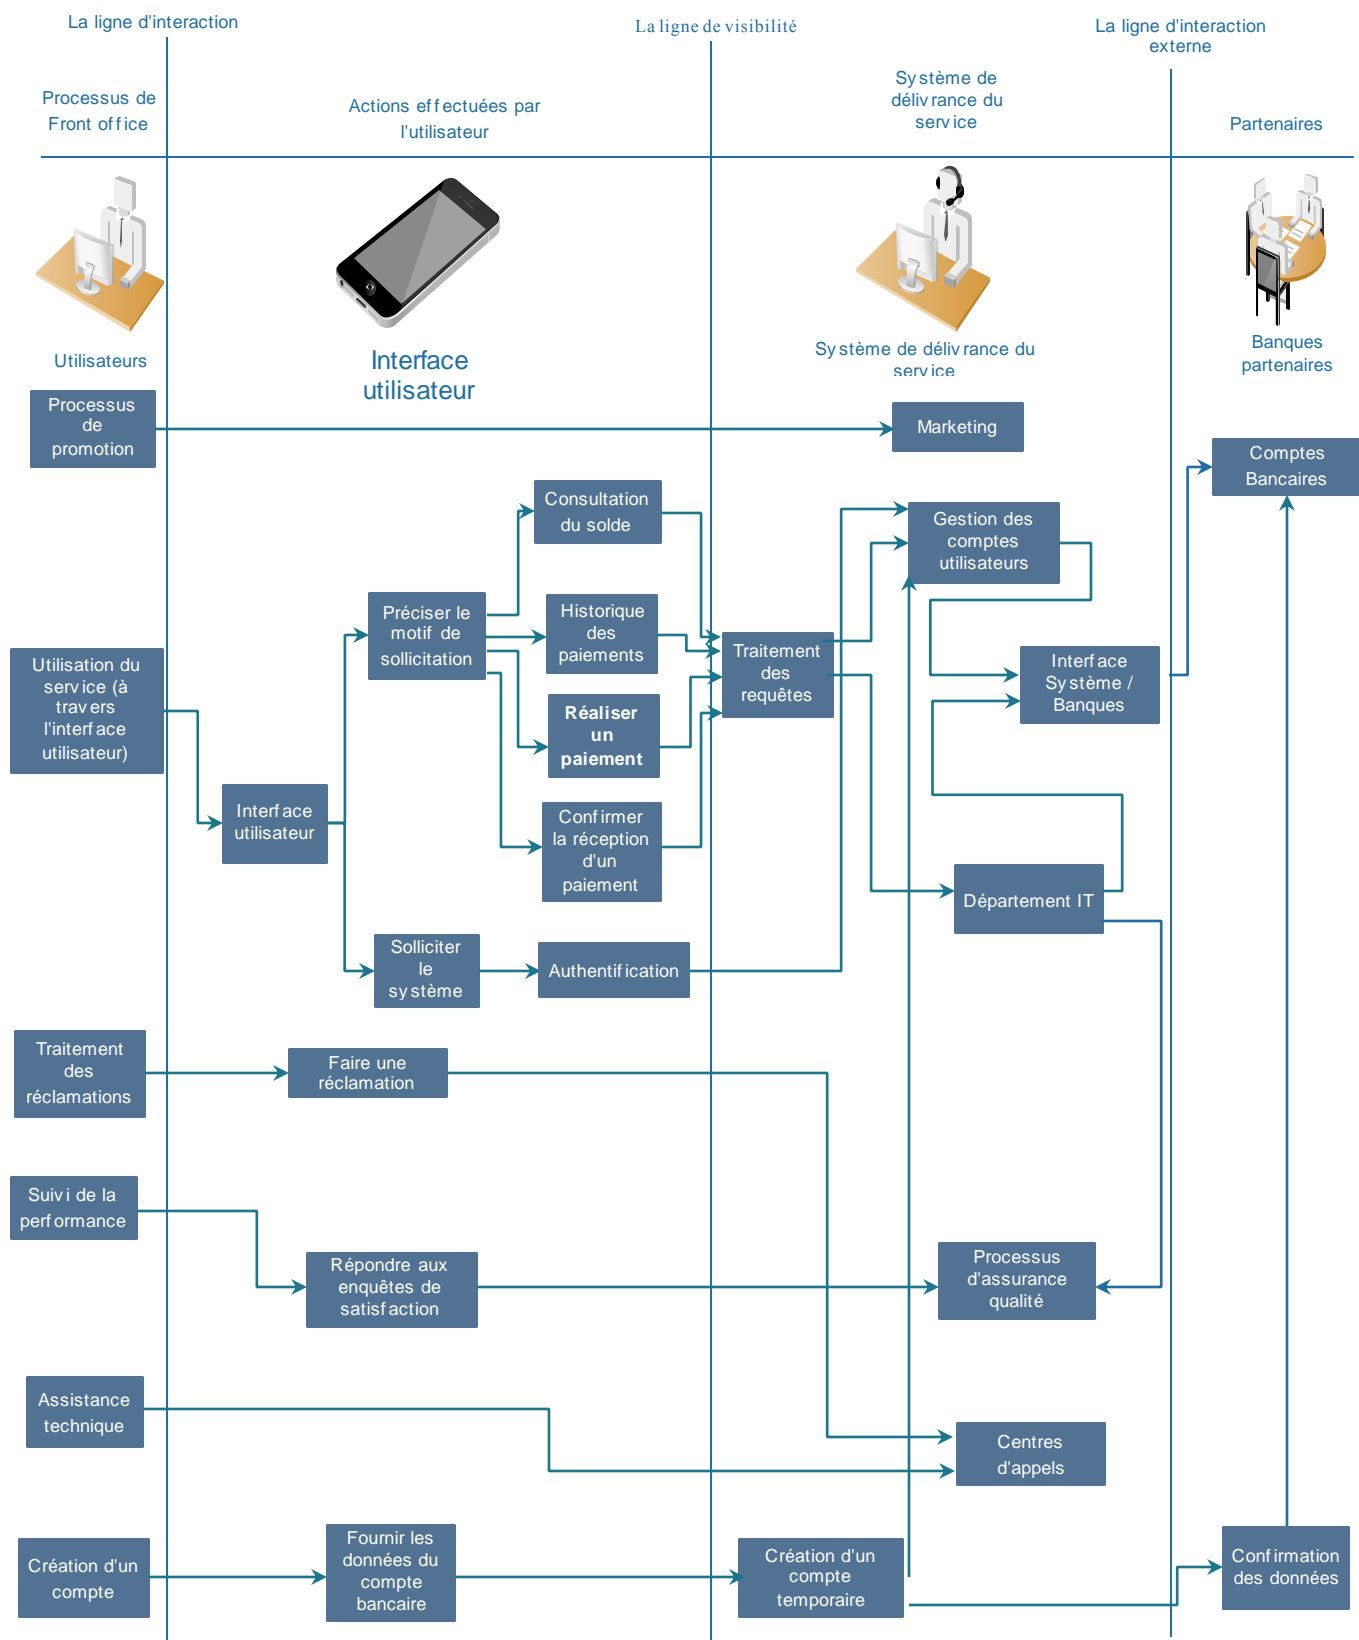 La ligne d'interaction
La ligne de visibilité
La ligne d'interaction
externe
Processus de
Front office
Actions effectuées par
l'utilisateur
Système de
délivrance du
service
Partenaires
Utilisateurs
Interface
utilisateur
Système de délivrance du
service
Banques
partenaires
Processus
de
promotion
Marketing
Comptes
Bancaires
Consultation
du solde
Gestion des
comptes
utilisateurs
Préciser le
motif de
sollicitation
Historique
des
paiements
Traitement
des
requêtes
Interface
Système /
Banques
Utilisation du
service (à
travers
l'interface
utilisateur)
Réaliser
un
paiement
Interface
utilisateur
Confirmer
la réception
d'un
paiement
Département IT
Solliciter
le
système
Authentification
Traitement
des
réclamations
Faire une
réclamation
Suivi de la
performance
Répondre aux
enquêtes de
satisfaction
Processus
d'assurance
qualité
Assistance
technique
Centres
d'appels
Création d'un
compte
Fournir les
données du
compte
bancaire
Création d'un
compte
temporaire
Confirmation
des données